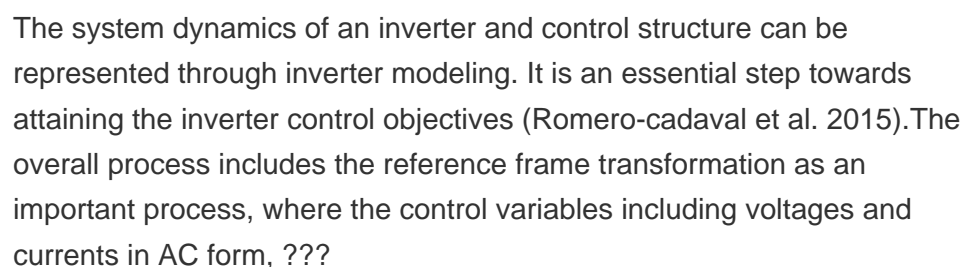 The system dynamics of an inverter and control structure can be
represented through inverter modeling. It is an essential step towards
attaining the inverter control objectives (Romero-cadaval et al. 2015).The
overall process includes the reference frame transformation as an
important process, where the control variables including voltages and
currents in AC form, ???